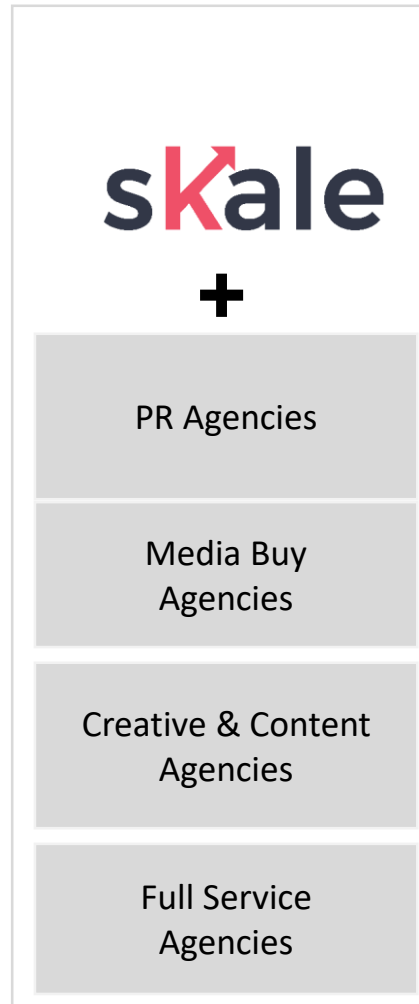 sKale
+
PR Agencies
Media Buy
Agencies
Creative & Content
Agencies
Full Service
Agencies